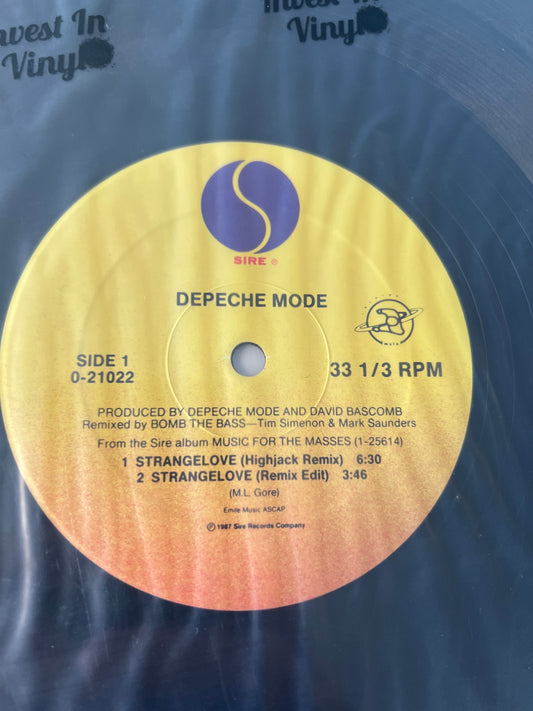 Invest In
Vinyl
Invest In
Vinyl
SIRE ®
DEPECHE MODE
SIDE 1
0-21022
33 1/3 RPM
PRODUCED BY DEPECHE MODE AND DAVID BASCOMB
Remixed by BOMB THE BASS—Tim Simenon & Mark Saunders
From the Sire album MUSIC FOR THE MASSES (1-25614)
1 STRANGELOVE (Highjack Remix) 6:30
2 STRANGELOVE (Remix Edit) 3:46
(M.L. Gore)
Emile Music ASCAP
℗ 1987 Sire Records Company